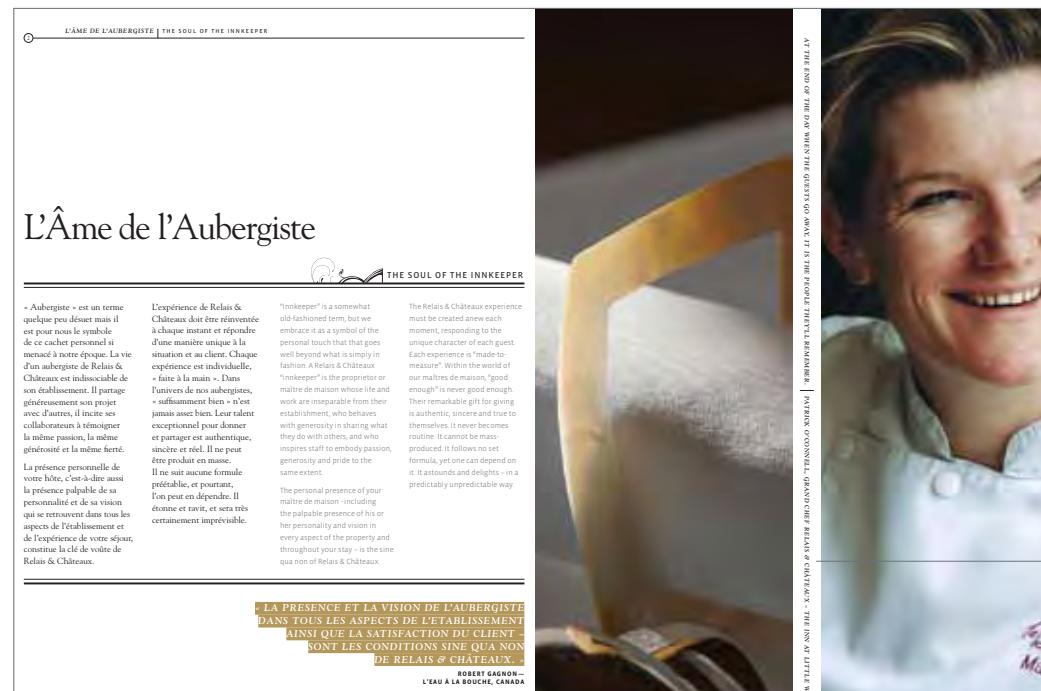 2
L'ÂME DE L'AUBERGISTE | THE SOUL OF THE INNKEEPER
L'Âme de l'Aubergiste
THE SOUL OF THE INNKEEPER
« Aubergiste » est un terme
quelque peu désuet mais il
est pour nous le symbole
de ce cachet personnel si
menacé à notre époque. La vie
d'un aubergiste de Relais &
Châteaux est indissociable de
son établissement. Il partage
généreusement son projet
avec d'autres, il incite ses
collaborateurs à témoigner
la même passion, la même
générosité et la même fierté.
La présence personnelle de
votre hôte, c'est-à-dire aussi
la présence palpable de sa
personnalité et de sa vision
qui se retrouvent dans tous les
aspects de l'établissement et
de l'expérience de votre séjour,
constitue la clé de voûte de
Relais & Châteaux.
L'expérience de Relais &
Châteaux doit être réinventée
à chaque instant et répondre
d'une manière unique à la
situation et au client. Chaque
expérience est individuelle,
« faite à la main ». Dans
l'univers de nos aubergistes,
« suffisamment bien » n'est
jamais assez bien. Leur talent
exceptionnel pour donner
et partager est authentique,
sincère et réel. Il ne peut
être produit en masse.
Il ne suit aucune formule
préétablie, et pourtant,
l'on peut en dépendre. Il
étonne et ravit, et sera très
certainement imprévisible.
"Innkeeper" is a somewhat
old-fashioned term, but we
embrace it as a symbol of the
personal touch that that goes
well beyond what is simply in
fashion. A Relais & Châteaux
"innkeeper" is the proprietor or
maître de maison whose life and
work are inseparable from their
establishment, who behaves
with generosity in sharing what
they do with others, and who
inspires staff to embody passion,
generosity and pride to the
same extent.
The personal presence of your
maître de maison -including
the palpable presence of his or
her personality and vision in
every aspect of the property and
throughout your stay – is the sine
qua non of Relais & Châteaux.
The Relais & Châteaux experience
must be created anew each
moment, responding to the
unique character of each guest.
Each experience is "made-to-
measure". Within the world of
our maîtres de maison, "good
enough" is never good enough.
Their remarkable gift for giving
is authentic, sincere and true to
themselves. It never becomes
routine. It cannot be mass-
produced. It follows no set
formula, yet one can depend on
it. It astounds and delights – in a
predictably unpredictable way.
« LA PRESENCE ET LA VISION DE L'AUBERGISTE
DANS TOUS LES ASPECTS DE L'ETABLISSEMENT
AINSI QUE LA SATISFACTION DU CLIENT –
SONT LES CONDITIONS SINE QUA NON
DE RELAIS & CHÂTEAUX. »
ROBERT GAGNON—
L'EAU À LA BOUCHE, CANADA
AT THE END OF THE DAY WHEN THE GUESTS GO AWAY, IT IS THE PEOPLE THEY'LL REMEMBER. | PATRICK O'CONNELL, GRAND CHEF RELAIS & CHÂTEAUX – THE INN AT LITTLE W